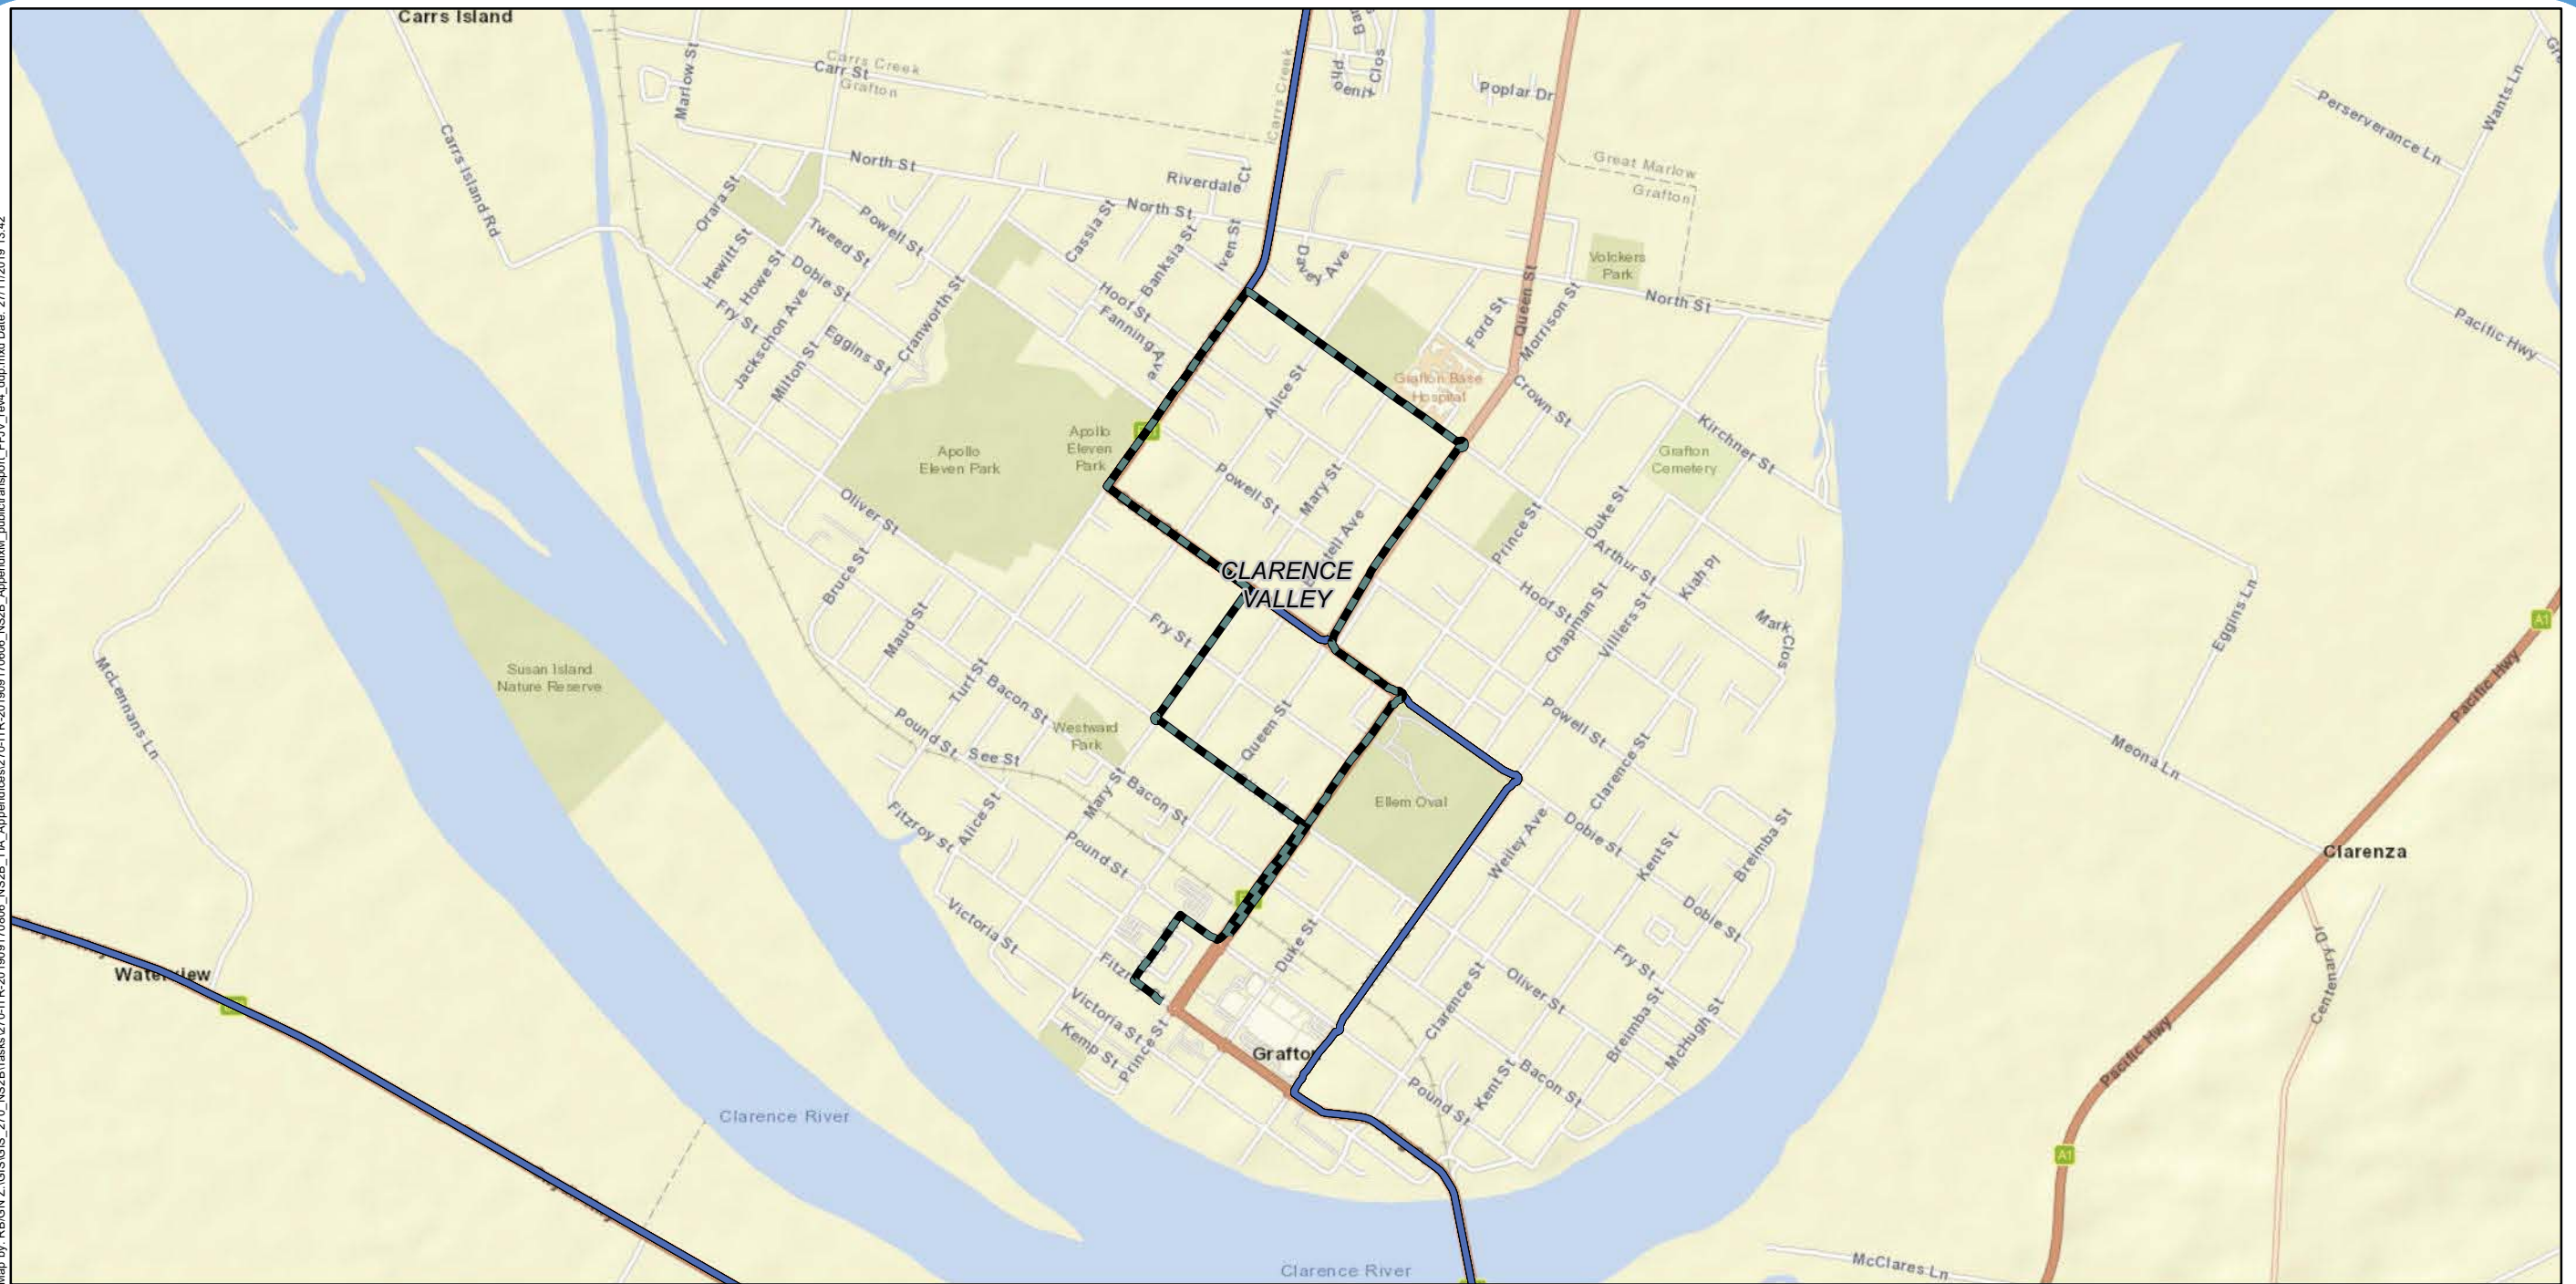 Carrs Island
Carrs Creek
Carr St
Grafton
Marlow St
Carrs Creek
Poplar Dr
Perserverance Ln
Wants Ln
Carrs Island Rd
North St
Riverdale Ct
Great Marlow
Grafton
Orara St
Powell St
Tweed St
Cassia St
North St
Banksia St
Iven St
Davey Ave
Volckers
Park
Hewitt St
Howe St
Dobie St
Queen St
Morrison St
North St
Pacific Hwy
Fry St
Jackschon Ave
Eggins St
Milton St
Cranworth St
Hoof St
Fanning Ave
Ford St
Alice St
Grafton Base
Hospital
Crown St
Kirchner St
Apollo
Eleven
Park
Apollo
Eleven Park
Grafton
Cemetery
Powell St
Mary St
Oliver St
Prince St
Duke St
Arthur St
Kiah Pl
CLARENCE
VALLEY
Bruce St
Maud St
Fry St
Hoof St
Chapman St
Villiers St
Mark Clos
Eggins Ln
A1
Susan Island
Nature Reserve
McLennans Ln
Turf St
Bacon St
Pound St
See St
Westward
Park
Queen St
Powell St
Clarence St
Meona Ln
Pacific Hwy
Mary St
Bacon St
Ellem Oval
Fitzroy St
Alice St
Pound St
Weiley Ave
Dobie St
Kent St
Breimba St
Clarenza
Victoria St
Duke St
Dobie St
Centenary Dr
Waterview
Victoria St
Kemp St
Prince St
Clarence St
Oliver St
Fry St
Breimba St
McHugh St
Grafton
Pound St
Kent St
Bacon St
Pacific Hwy
A1
Clarence River
Clarence River
McClares Ln